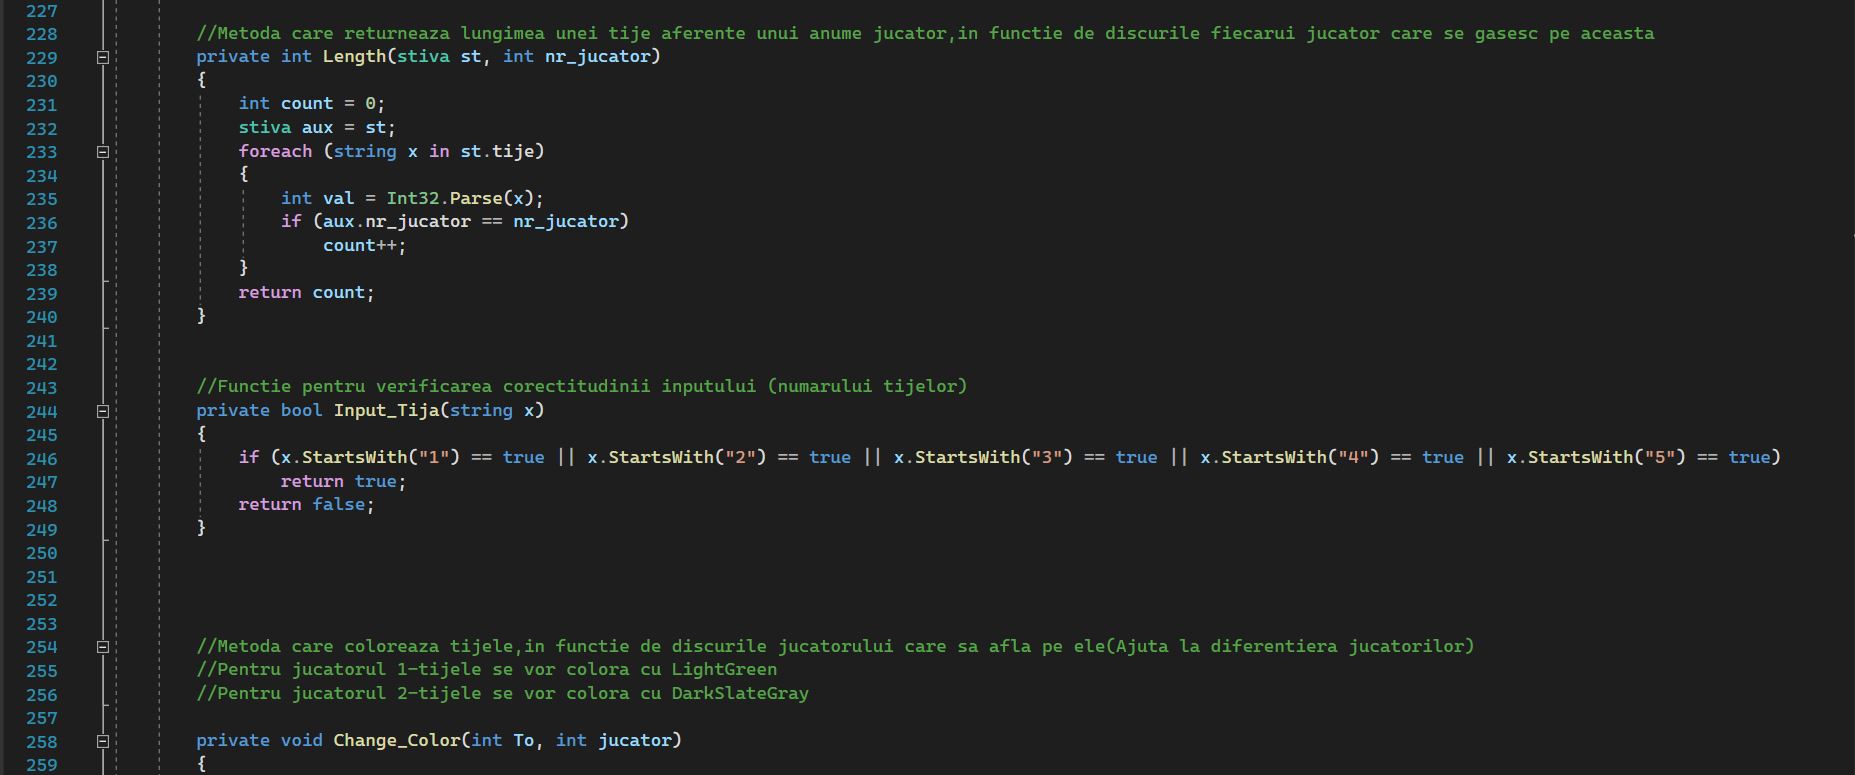 227
228 //Metoda care returneaza lungimea unei tije aferente unui anume jucator,in functie de discurile fiecarui jucator care se gasesc pe aceasta
229 private int Length(stiva st, int nr_jucator)
230 {
231 int count = 0;
232 stiva aux = st;
233 foreach (string x in st.tije)
234 {
235 int val = Int32.Parse(x);
236 if (aux.nr_jucator == nr_jucator)
237 count++;
238 }
239 return count;
240 }
241
242
243 //Functie pentru verificarea corectitudinii inputului (numarului tijelor)
244 private bool Input_Tija(string x)
245 {
246 if (x.StartsWith("1") == true || x.StartsWith("2") == true || x.StartsWith("3") == true || x.StartsWith("4") == true || x.StartsWith("5") == true)
247 return true;
248 return false;
249 }
250
251
252
253
254 //Metoda care coloreaza tijele,in functie de discurile jucatorului care sa afla pe ele(Ajuta la diferentiera jucatorilor)
255 //Pentru jucatorul 1-tijele se vor colora cu LightGreen
256 //Pentru jucatorul 2-tijele se vor colora cu DarkSlateGray
257
258 private void Change_Color(int To, int jucator)
259 {